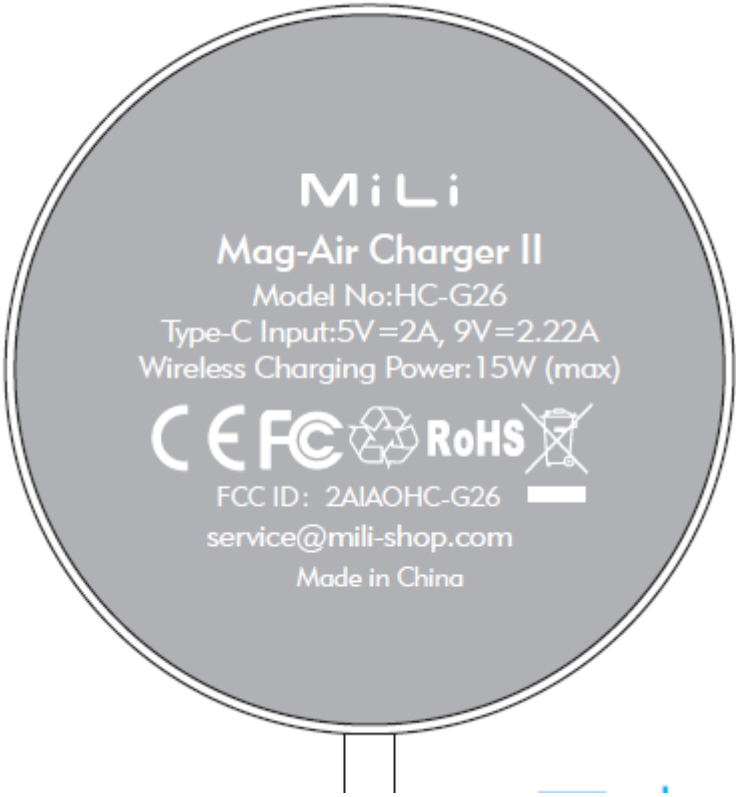 MiLi
Mag-Air Charger II
Model No:HC-G26
Type-C Input:5V=2A, 9V=2.22A
Wireless Charging Power:15W (max)
CE FC RoHS
FCC ID: 2AIAOHC-G26
service@mili-shop.com
Made in China